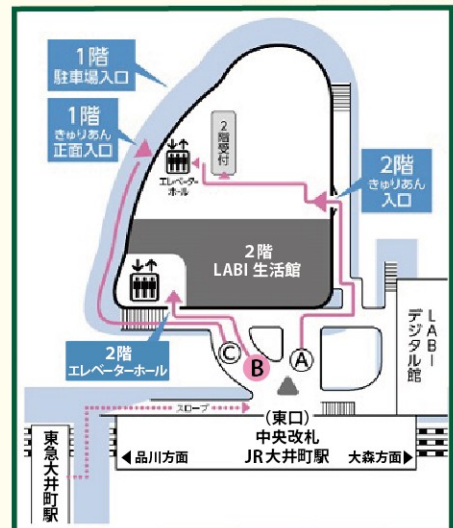 1階
駐車場入口
1階
きゅりあん
正面入口
エレベーター
ホール
2階受付
2階
きゅりあん
入口
2階
LABI 生活館
2階
エレベーターホール
C
B
A
LABI
デジタル館
スロープ
(東口)
中央改札
◀品川方面
JR大井町駅
大森方面▶
東急大井町駅